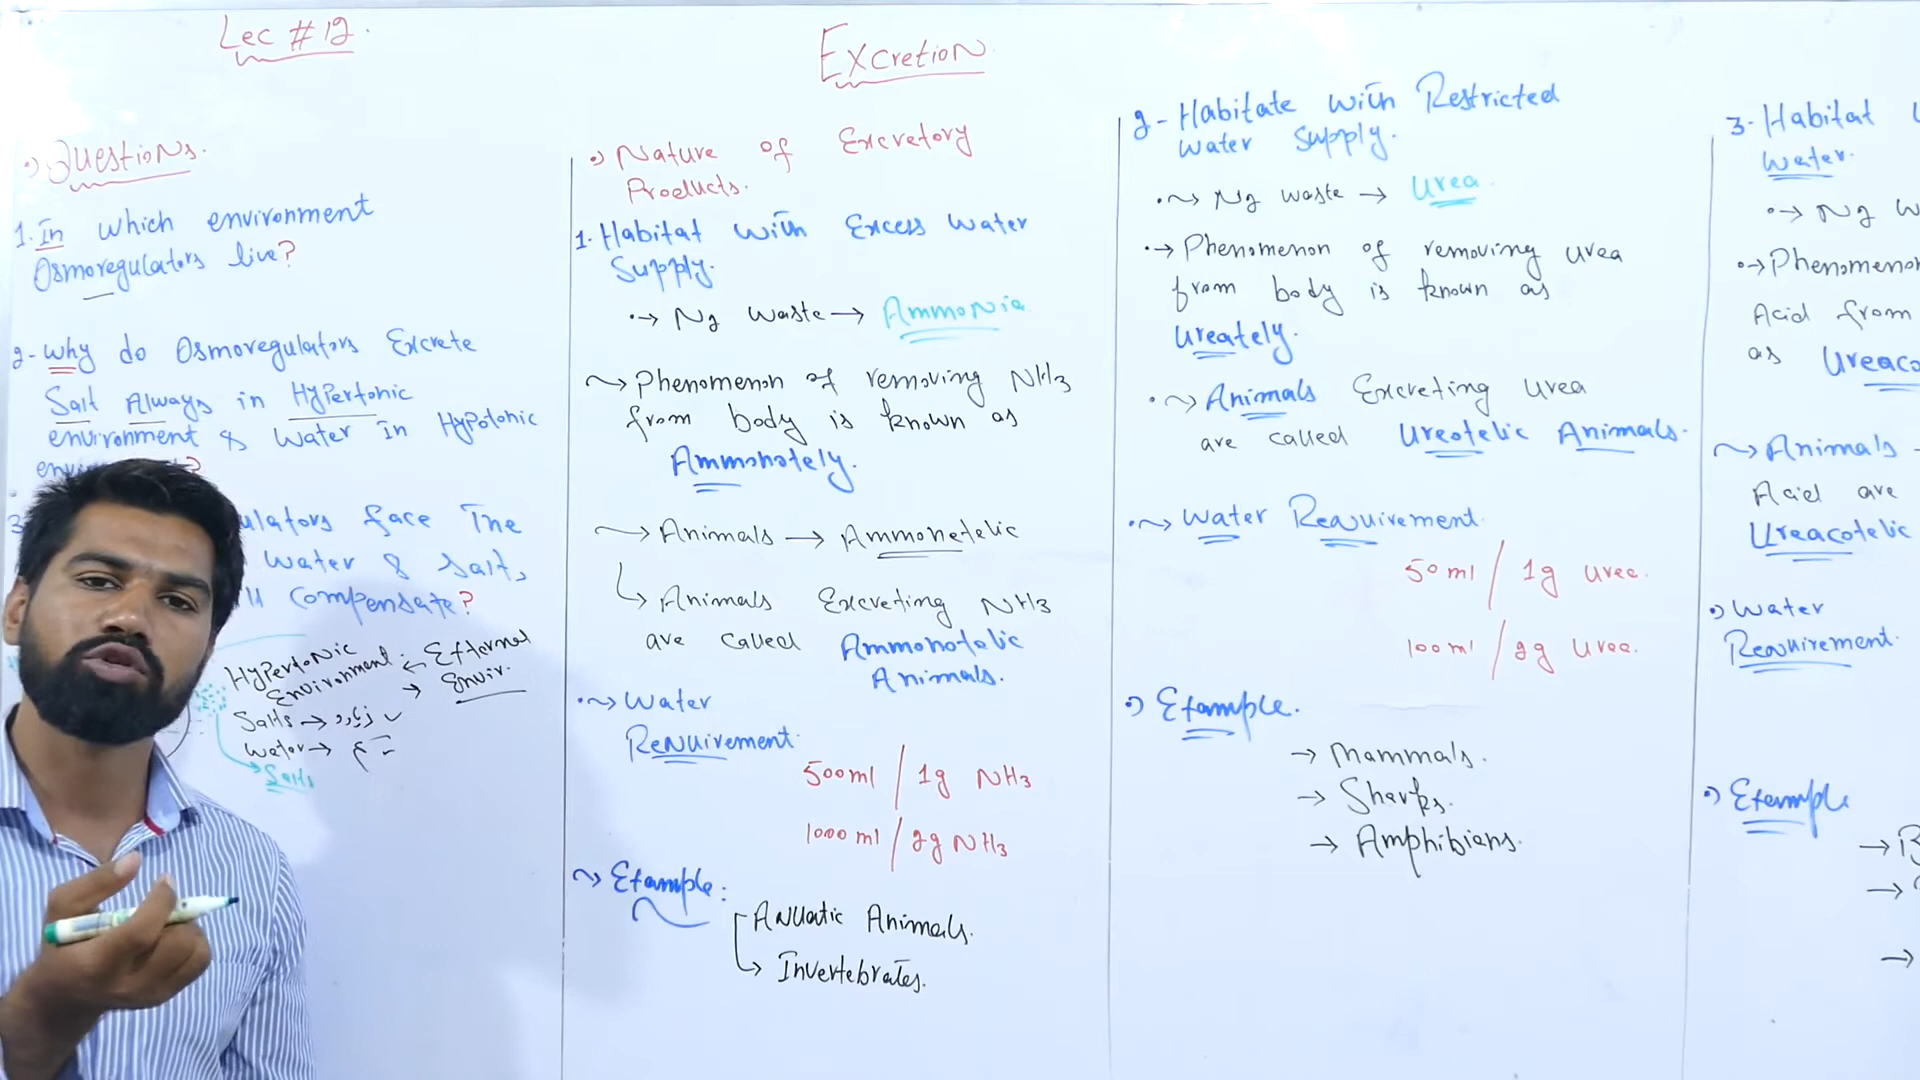 Lec #12.
Excretion
Questions.
1. In which environment
Osmoregulators live?
2- Why do Osmoregulators Excrete
Salt Always in Hypertonic
environment & Water in Hypotonic
3
ulators face The
Water & Salt,
Compensate?
Hypertonic
Environment.
External
Envir.
Salts → زیادہ
Water → کم
Salts
Nature of Excretory
Products.
1. Habitat with Excess Water
Supply.
N2 waste → Ammonia
Phenomenon of removing NH3
from body is known as
Ammonotely.
Animals → Ammonetelic
Animals Excreting NH3
are called Ammonotolic
Animals.
Water
Requirement.
500ml / 1g NH3
1000 ml / 2g NH3
Example:
Aquatic Animals.
→ Invertebrates.
2- Habitate with Restricted
Water Supply.
N2 waste → Urea.
→ Phenomenon of removing urea
from body is known as
Ureately.
Animals Excreting Urea
are called Ureotelic Animals.
Water Requirement.
50 ml / 1g Urea.
100 ml / 2g Urea.
Example.
→ Mammals.
→ Sharks.
→ Amphibians.
3- Habitat
Water.
→ N2
→ Phenomenon
Acid from
as Ureaco
Animals
Acid are
Ureacotelic
Water
Requirement.
Example
→ B